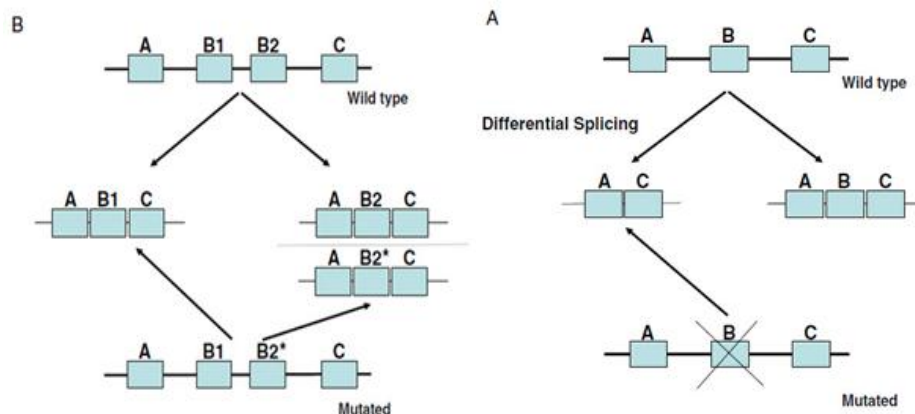 B
A B1 B2 C
Wild type
A B1 C
A B2 C
A B2* C
A B1 B2* C
Mutated
A
A B C
Wild type
Differential Splicing
A C
A B C
A B C
Mutated